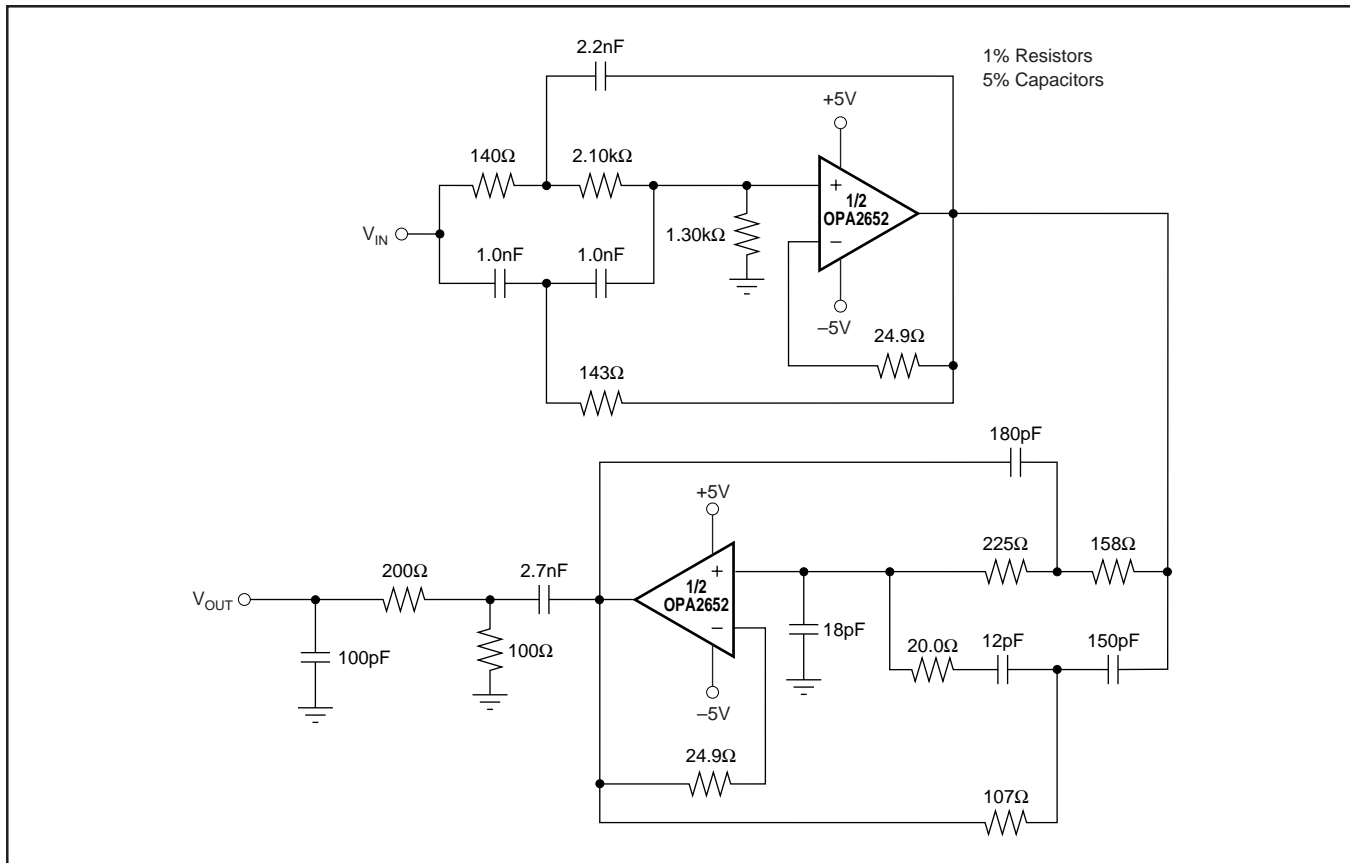 2.2nF
1% Resistors
5% Capacitors
+5V
140Ω
2.10kΩ
+
1/2
OPA2652
–
VIN
1.30kΩ
1.0nF
1.0nF
–5V
24.9Ω
143Ω
180pF
+5V
225Ω
158Ω
200Ω
2.7nF
+
1/2
OPA2652
–
VOUT
18pF
20.0Ω
12pF
150pF
100Ω
100pF
–5V
24.9Ω
107Ω